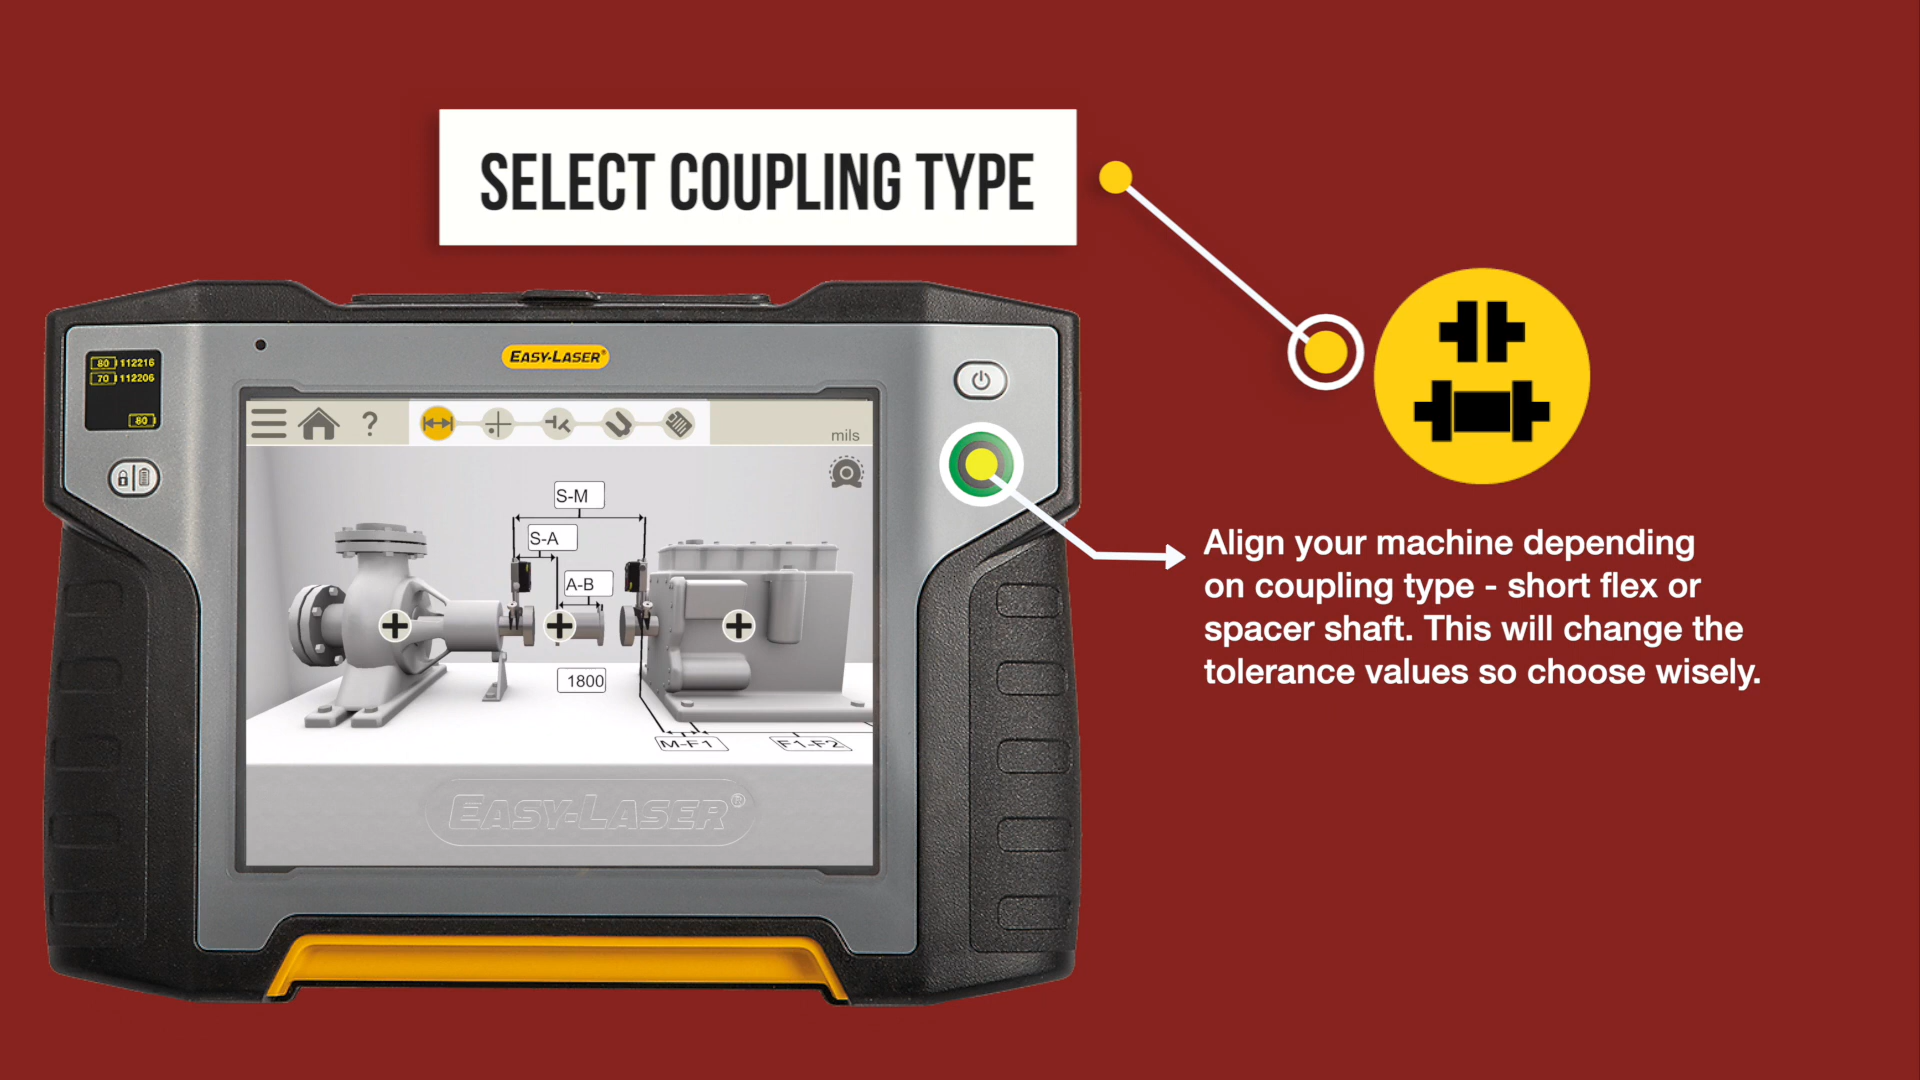 SELECT COUPLING TYPE
80 112216
70 112206
80
EASY-LASER®
?
mils
S-M
S-A
A-B
1800
M-F1
F1-F2
EASY-LASER®
Align your machine depending
on coupling type - short flex or
spacer shaft. This will change the
tolerance values so choose wisely.